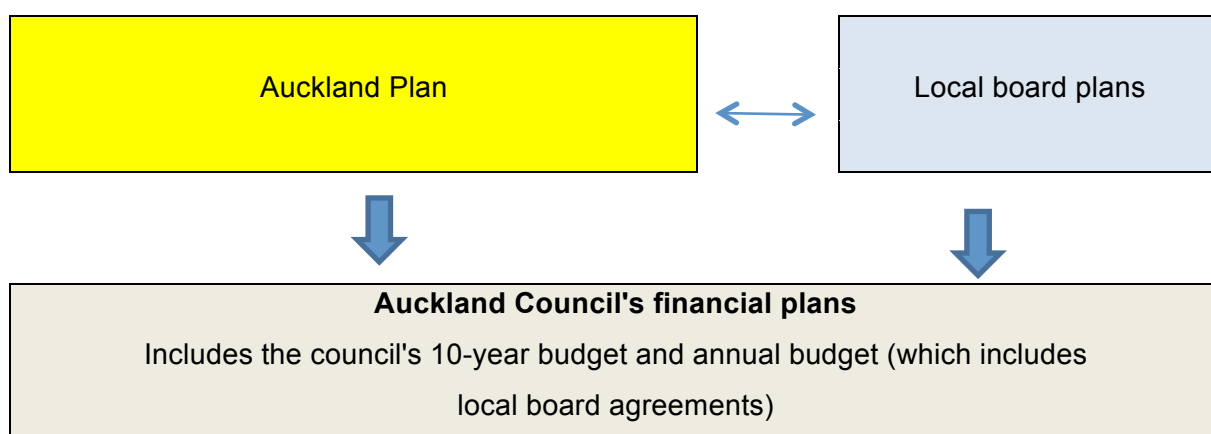 Auckland Plan
Local board plans
Auckland Council's financial plans
Includes the council's 10-year budget and annual budget (which includes
local board agreements)